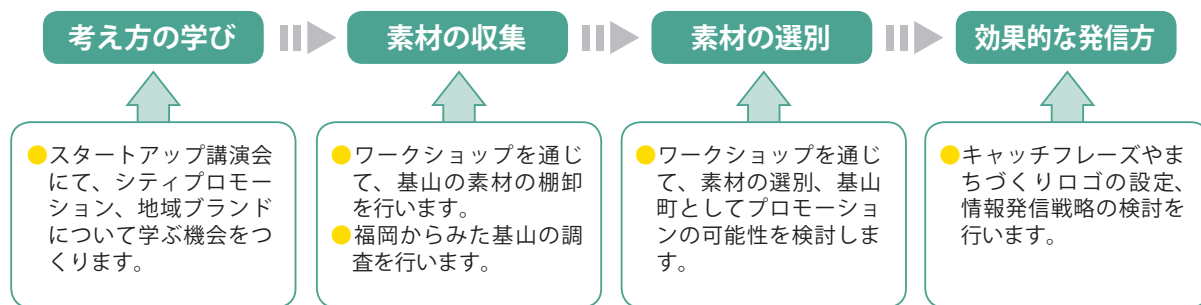 考え方の学び
素材の収集
素材の選別
効果的な発信方
●スタートアップ講演会
にて、シティプロモー
ション、地域ブランド
について学ぶ機会をつ
くります。
●ワークショップを通じ
て、基山の素材の棚卸
を行います。
●福岡からみた基山の調
査を行います。
●ワークショップを通じ
て、素材の選別、基山
町としてプロモーショ
ンの可能性を検討しま
す。
●キャッチフレーズやま
ちづくりロゴの設定、
情報発信戦略の検討を
行います。